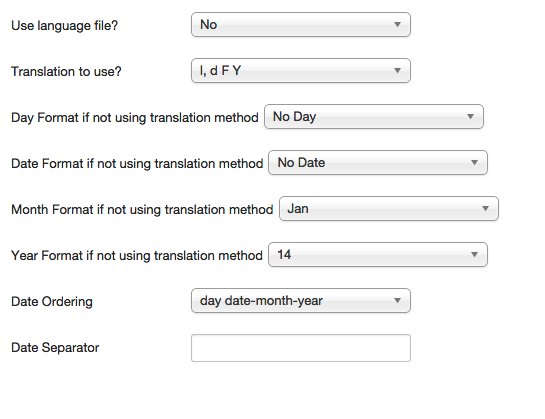 Use language file? No
Translation to use? l, d F Y
Day Format if not using translation method No Day
Date Format if not using translation method No Date
Month Format if not using translation method Jan
Year Format if not using translation method 14
Date Ordering day date-month-year
Date Separator